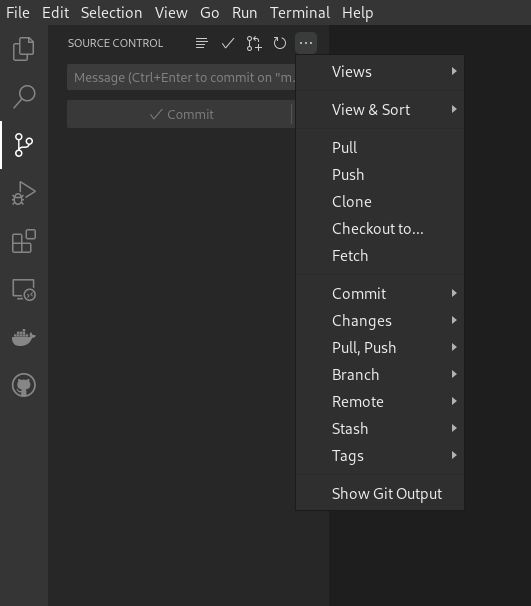 File Edit Selection View Go Run Terminal Help
SOURCE CONTROL
Message (Ctrl+Enter to commit on "m…
Commit
Views
View & Sort
Pull
Push
Clone
Checkout to...
Fetch
Commit
Changes
Pull, Push
Branch
Remote
Stash
Tags
Show Git Output